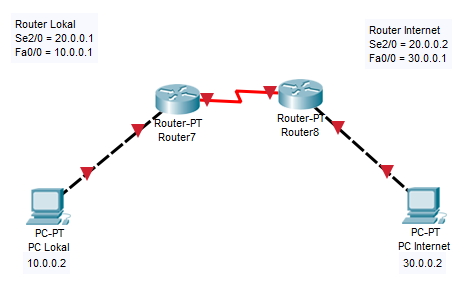 Router Lokal
Se2/0 = 20.0.0.1
Fa0/0 = 10.0.0.1
Router Internet
Se2/0 = 20.0.0.2
Fa0/0 = 30.0.0.1
Router-PT
Router7
Router-PT
Router8
PC-PT
PC Lokal
10.0.0.2
PC-PT
PC Internet
30.0.0.2